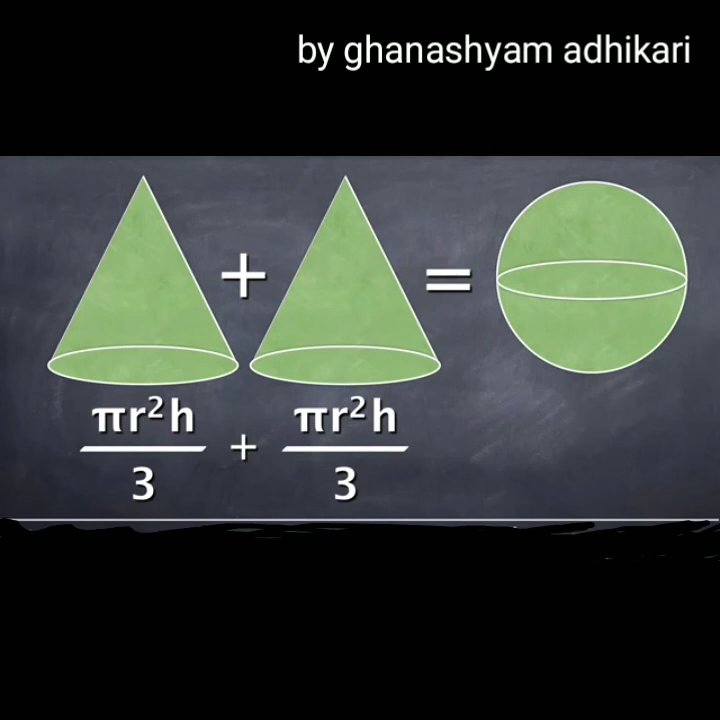 by ghanashyam adhikari
+ =
πr²h + πr²h
3 3